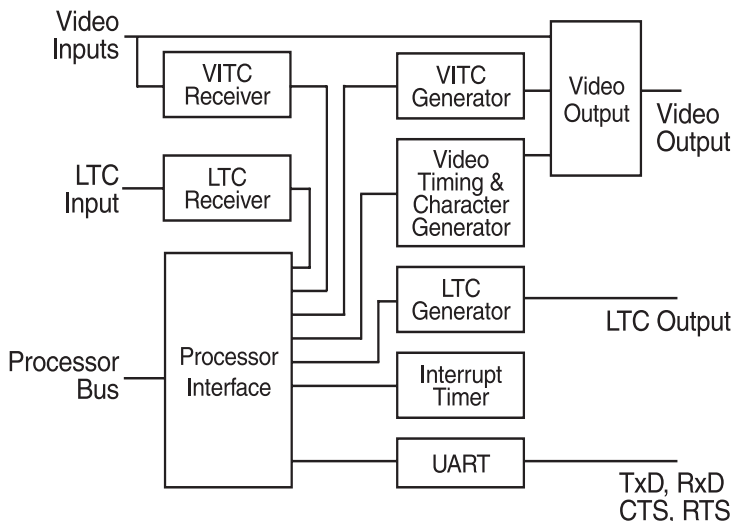 Video
Inputs
VITC
Receiver
VITC
Generator
Video
Output
Video
Output
LTC
Input
LTC
Receiver
Video
Timing &
Character
Generator
LTC
Generator
LTC Output
Processor
Bus
Processor
Interface
Interrupt
Timer
UART
TxD, RxD
CTS, RTS